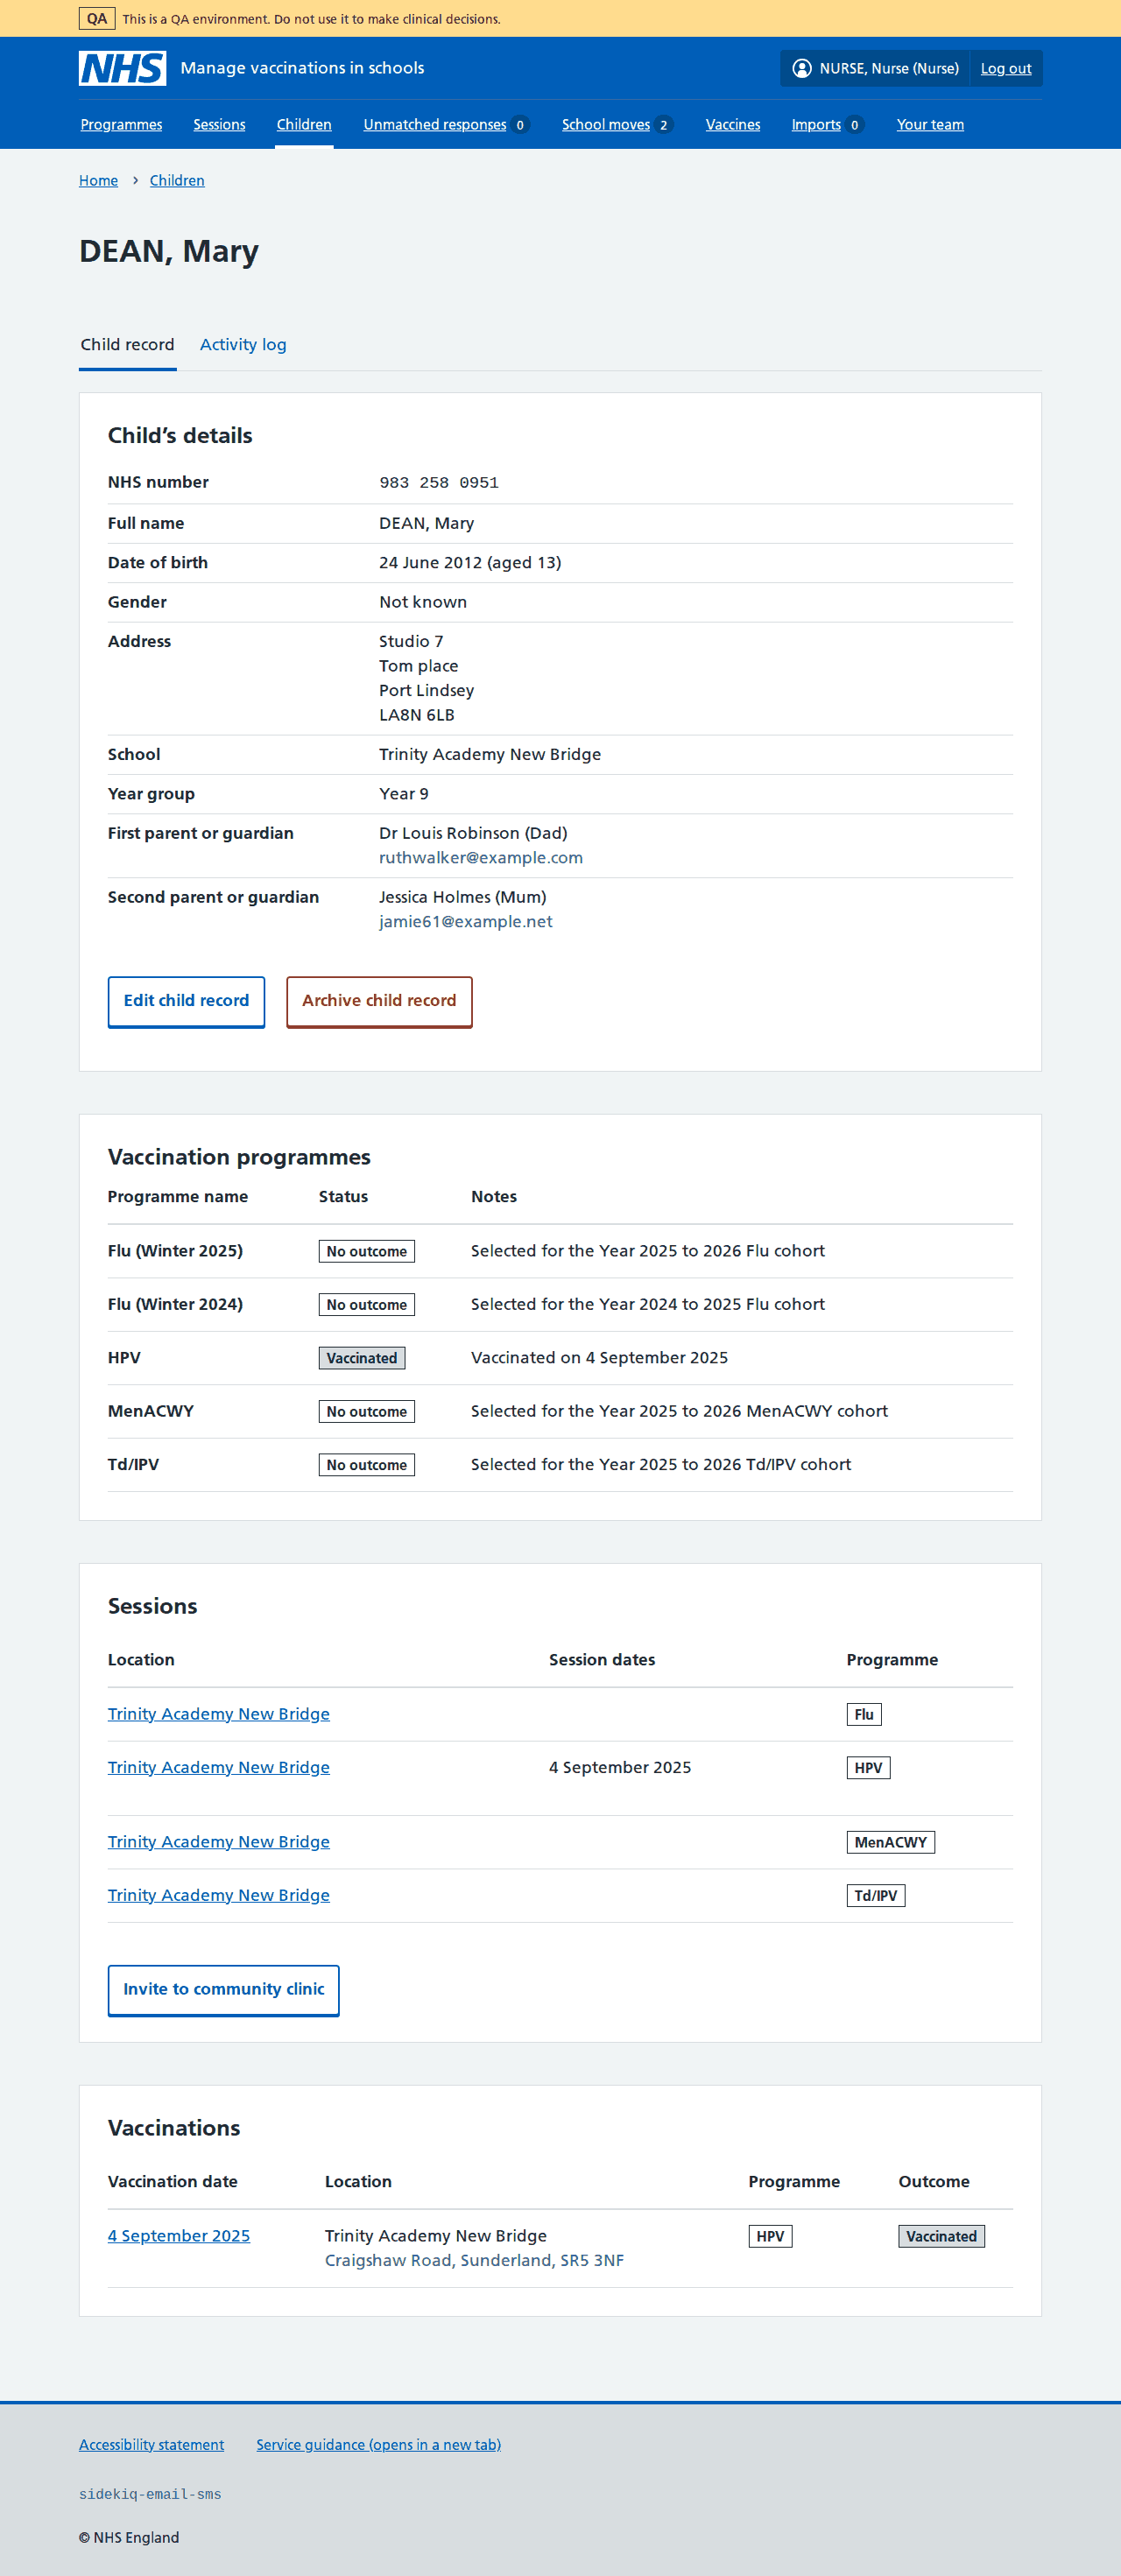 QA This is a QA environment. Do not use it to make clinical decisions.
NHS Manage vaccinations in schools NURSE, Nurse (Nurse) Log out
Programmes Sessions Children Unmatched responses 0 School moves 2 Vaccines Imports 0 Your team
Home › Children
DEAN, Mary
Child record Activity log
Child’s details
NHS number 983 258 0951
Full name DEAN, Mary
Date of birth 24 June 2012 (aged 13)
Gender Not known
Address Studio 7
Tom place
Port Lindsey
LA8N 6LB
School Trinity Academy New Bridge
Year group Year 9
First parent or guardian Dr Louis Robinson (Dad)
ruthwalker@example.com
Second parent or guardian Jessica Holmes (Mum)
jamie61@example.net
Edit child record Archive child record
Vaccination programmes
Programme name Status Notes
Flu (Winter 2025) No outcome Selected for the Year 2025 to 2026 Flu cohort
Flu (Winter 2024) No outcome Selected for the Year 2024 to 2025 Flu cohort
HPV Vaccinated Vaccinated on 4 September 2025
MenACWY No outcome Selected for the Year 2025 to 2026 MenACWY cohort
Td/IPV No outcome Selected for the Year 2025 to 2026 Td/IPV cohort
Sessions
Location Session dates Programme
Trinity Academy New Bridge Flu
Trinity Academy New Bridge 4 September 2025 HPV
Trinity Academy New Bridge MenACWY
Trinity Academy New Bridge Td/IPV
Invite to community clinic
Vaccinations
Vaccination date Location Programme Outcome
4 September 2025 Trinity Academy New Bridge HPV Vaccinated
Craigshaw Road, Sunderland, SR5 3NF
Accessibility statement Service guidance (opens in a new tab)
sidekiq-email-sms
© NHS England